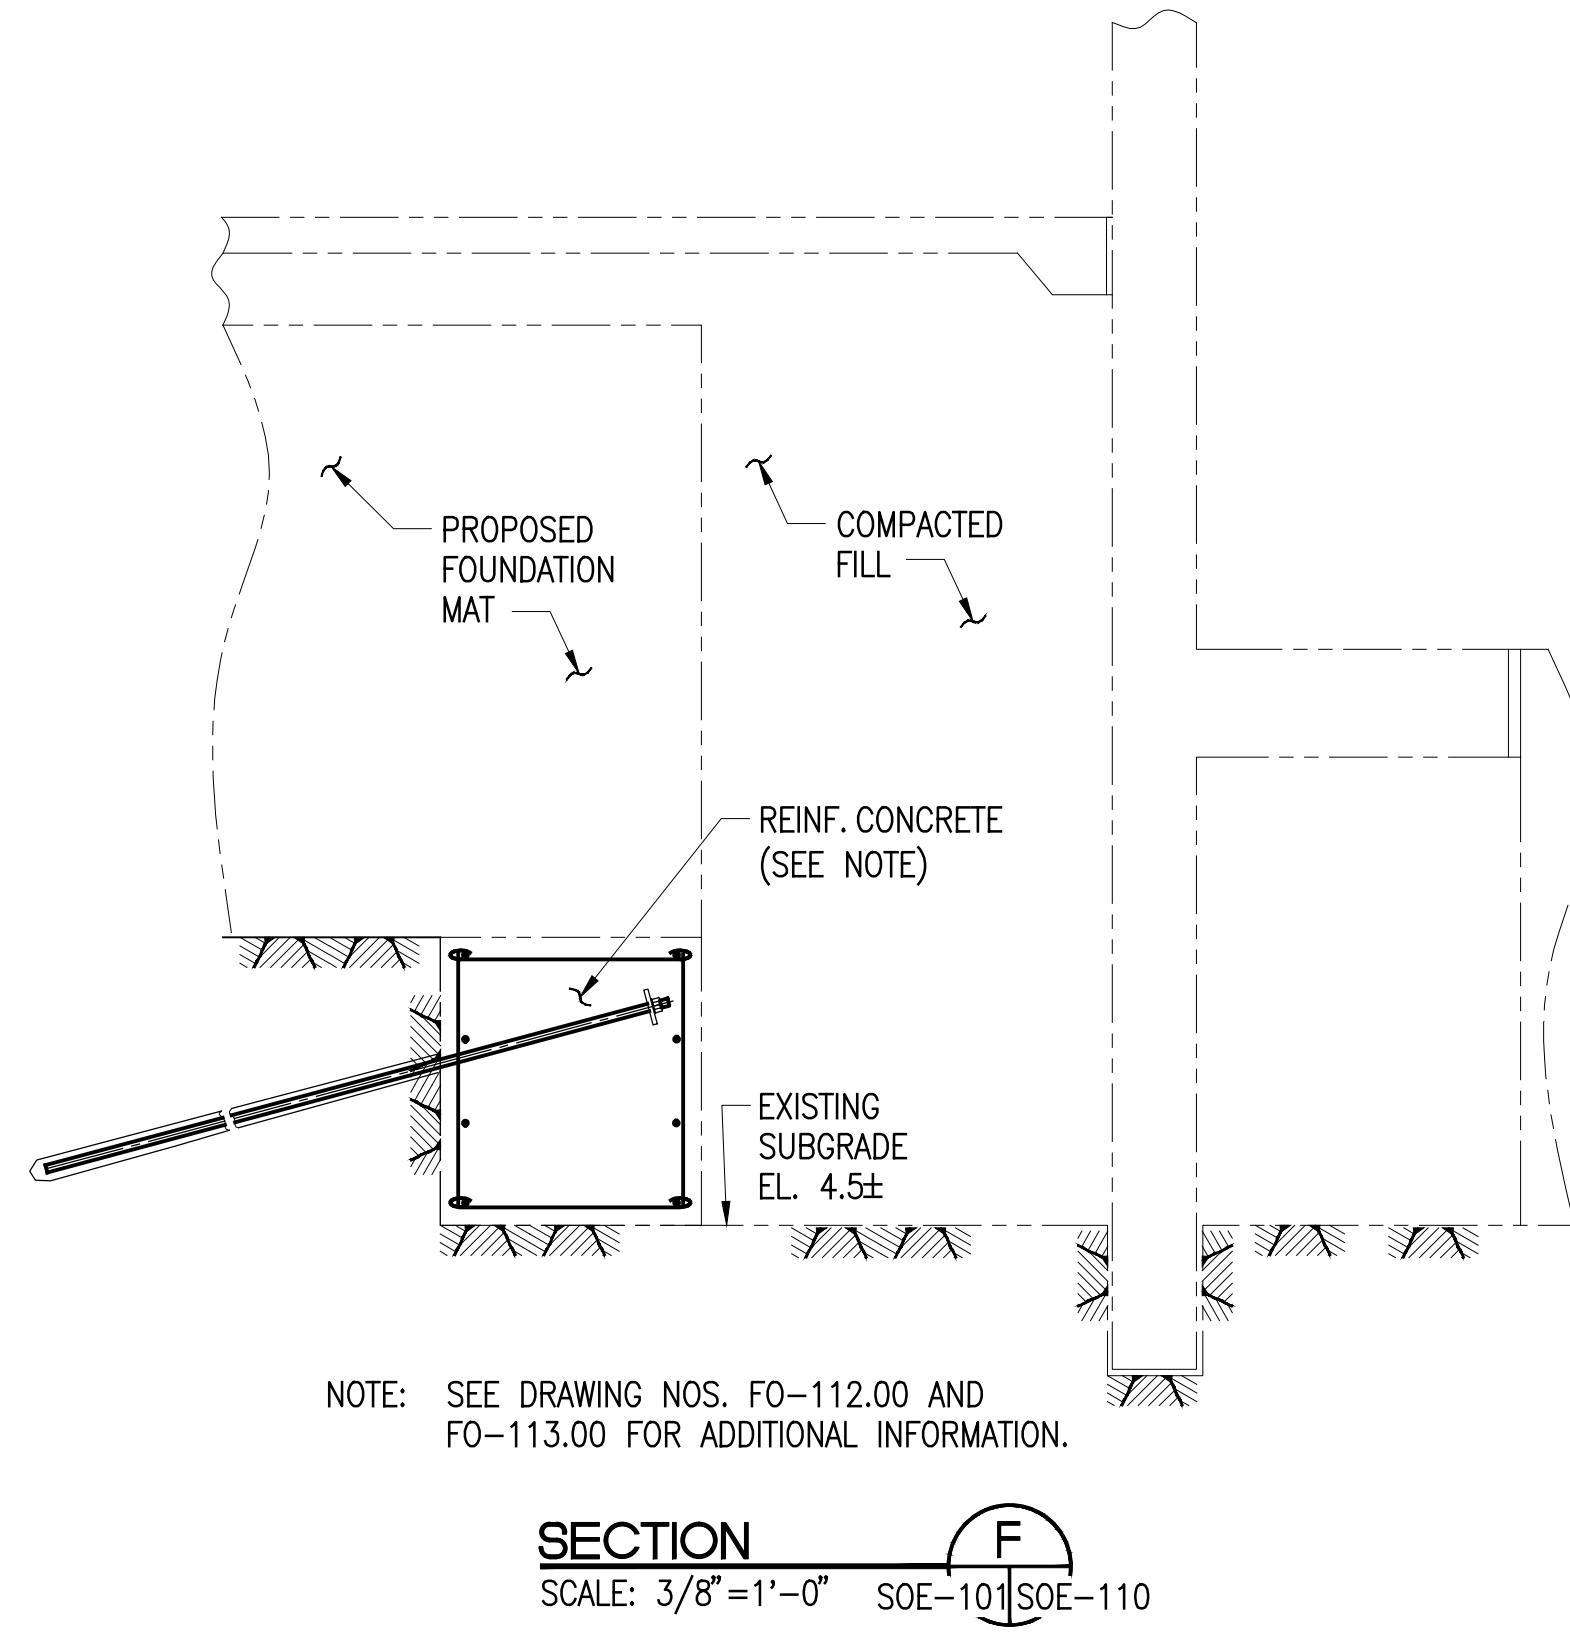 PROPOSED
FOUNDATION
MAT
COMPACTED
FILL
REINF. CONCRETE
(SEE NOTE)
EXISTING
SUBGRADE
EL. 4.5±
NOTE: SEE DRAWING NOS. FO-112.00 AND
FO-113.00 FOR ADDITIONAL INFORMATION.
SECTION
F
SCALE: 3/8"=1'-0"
SOE-101 SOE-110